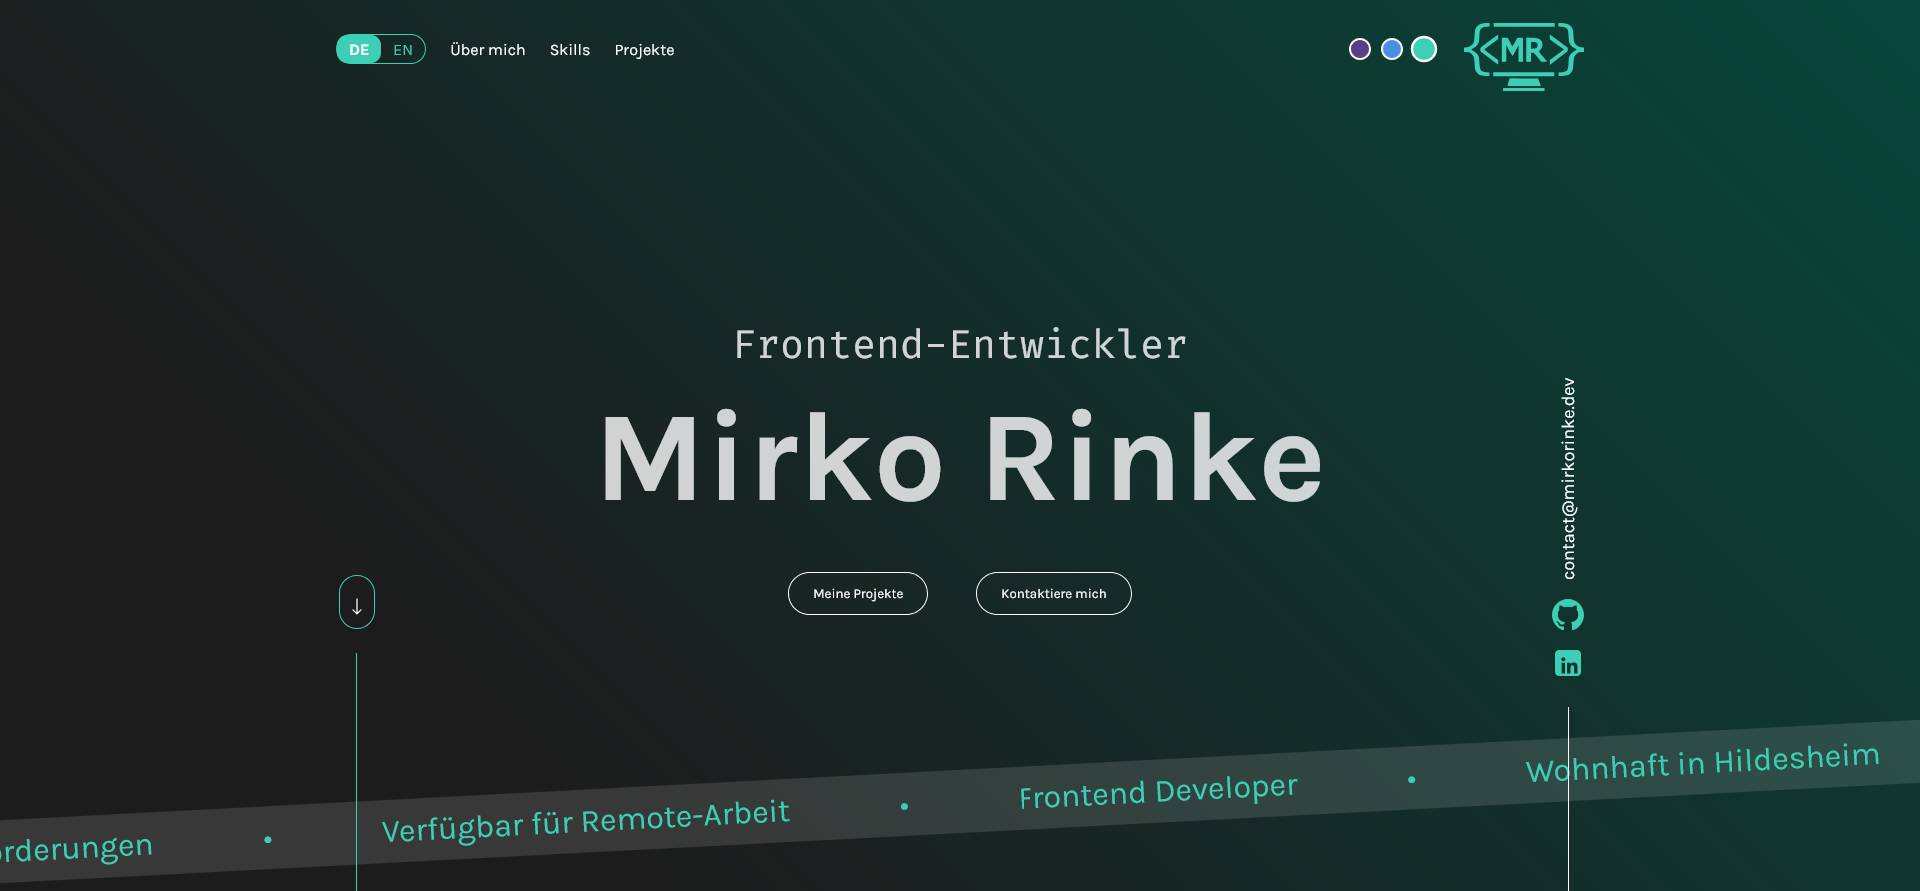 DE EN Über mich Skills Projekte
{<MR>}
Frontend-Entwickler
Mirko Rinke
Meine Projekte Kontaktiere mich
contact@mirkorinke.dev
in
Verfügbar für Remote-Arbeit • Frontend Developer • Wohnhaft in Hildesheim